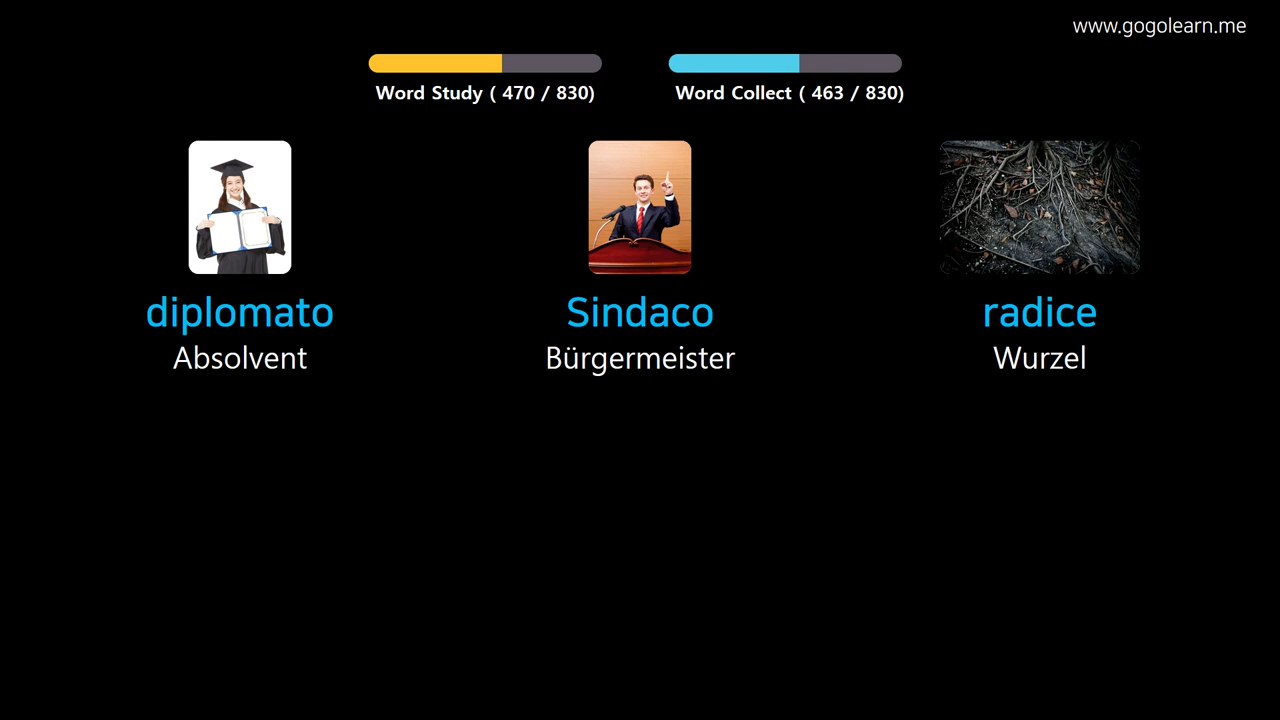 www.gogolearn.me
Word Study ( 470 / 830)
Word Collect ( 463 / 830)
diplomato
Absolvent
Sindaco
Bürgermeister
radice
Wurzel